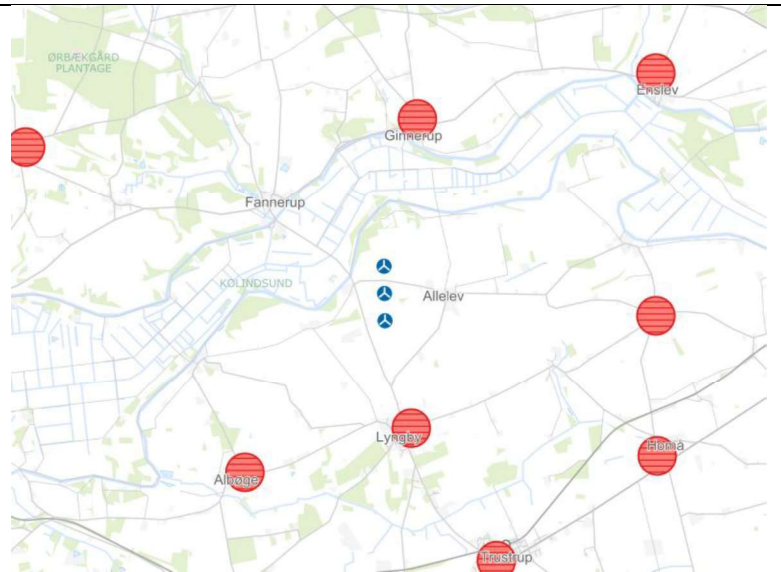 ØRBÆKGÅRD
PLANTAGE
Enslev
Ginnerup
Fannerup
KOLINDSUND
Allelev
Lyngby
Homå
Albøge
Trustrup